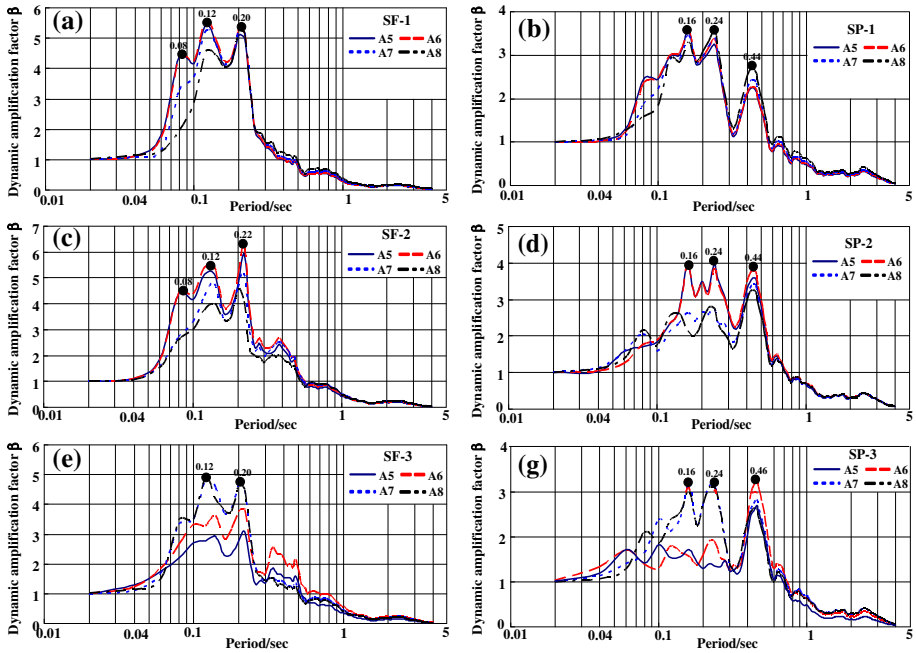 (a)
SF-1
A5 A6
A7 A8
0.08
0.12
0.20
6
5
4
3
2
1
0
0.01
0.1
1
5
Period/sec
Dynamic amplification factor β
(b)
SP-1
A5 A6
A7 A8
0.16
0.24
0.44
4
3
2
1
0
0.01
0.04
0.1
1
5
Period/sec
Dynamic amplification factor β
(c)
SF-2
A5 A6
A7 A8
0.08
0.12
0.22
7
6
5
4
3
2
1
0
0.01
0.1
1
5
Period/sec
Dynamic amplification factor β
(d)
SP-2
A5 A6
A7 A8
0.16
0.24
0.44
5
4
3
2
1
0
0.01
0.04
0.1
1
5
Period/sec
Dynamic amplification factor β
(e)
SF-3
A5 A6
A7 A8
0.12
0.20
6
5
4
3
2
1
0
0.01
0.1
1
5
Period/sec
Dynamic amplification factor β
(g)
SP-3
A5 A6
A7 A8
0.16
0.24
0.46
4
3
2
1
0
0.01
0.04
0.1
1
5
Period/sec
Dynamic amplification factor β